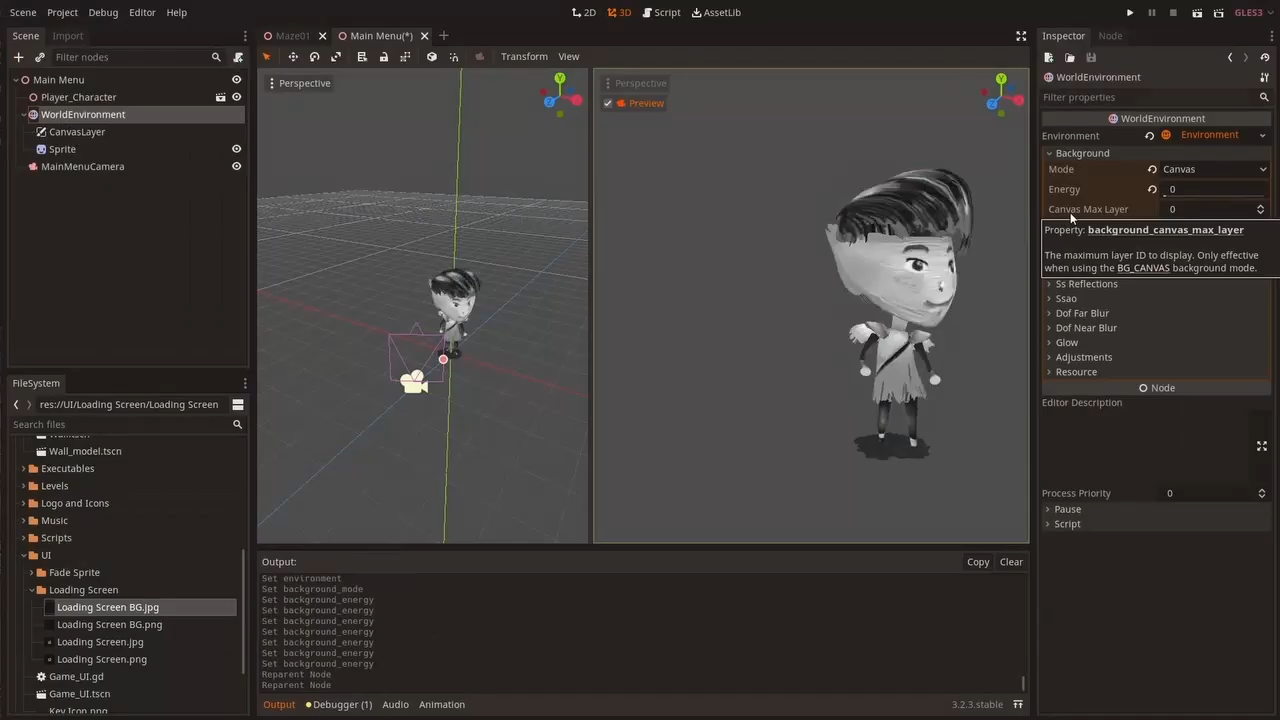 Scene Project Debug Editor Help
2D 3D Script AssetLib
GLES3
Scene Import
Filter nodes
Main Menu
Player_Character
WorldEnvironment
CanvasLayer
Sprite
MainMenuCamera
FileSystem
res://UI/Loading Screen/Loading Screen
Search files
Wall_model.tscn
Executables
Levels
Logo and Icons
Music
Scripts
UI
Fade Sprite
Loading Screen
Loading Screen BG.jpg
Loading Screen BG.png
Loading Screen.jpg
Loading Screen.png
Game_UI.gd
Game_UI.tscn
Key Icon.png
Maze01 Main Menu(*)
Transform View
Perspective
Perspective
Preview
Y
Z
Y
Z
X
Output:
Copy Clear
Set environment
Set background_mode
Set background_energy
Set background_energy
Set background_energy
Set background_energy
Set background_energy
Set background_energy
Set background_energy
Reparent Node
Reparent Node
Output Debugger (1) Audio Animation
3.2.3.stable
Inspector Node
WorldEnvironment
Filter properties
WorldEnvironment
Environment Environment
Background
Mode Canvas
Energy 0
Canvas Max Layer 0
Property: background_canvas_max_layer
The maximum layer ID to display. Only effective
when using the BG_CANVAS background mode.
Ss Reflections
Ssao
Dof Far Blur
Dof Near Blur
Glow
Adjustments
Resource
Node
Editor Description
Process Priority 0
Pause
Script